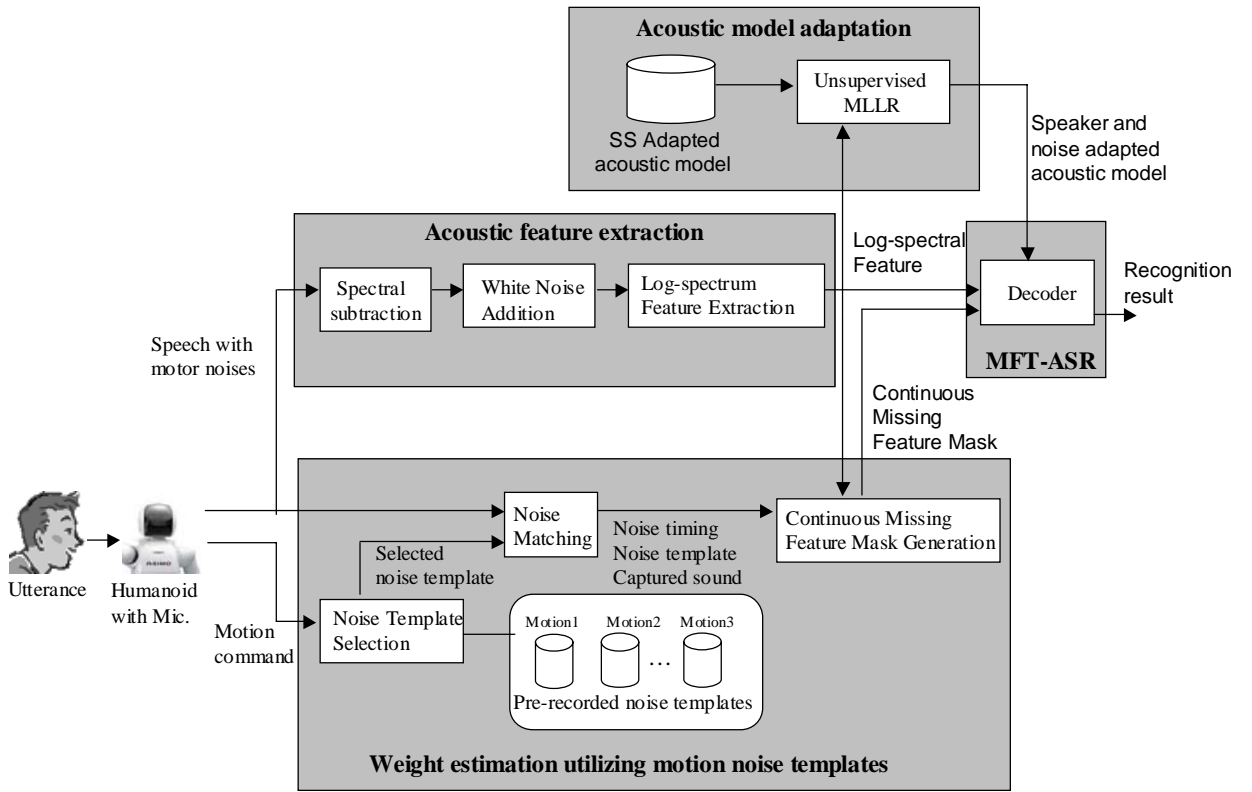 Acoustic model adaptation
Unsupervised
MLLR
SS Adapted
acoustic model
Speaker and
noise adapted
acoustic model
Acoustic feature extraction
Spectral
subtraction
White Noise
Addition
Log-spectrum
Feature Extraction
Log-spectral
Feature
Decoder
MFT-ASR
Recognition
result
Speech with
motor noises
Continuous
Missing
Feature Mask
Utterance
Humanoid
with Mic.
Motion
command
Noise
Matching
Selected
noise template
Noise timing
Noise template
Captured sound
Continuous Missing
Feature Mask Generation
Noise Template
Selection
Motion1 Motion2 Motion3
...
Pre-recorded noise templates
Weight estimation utilizing motion noise templates
ASIMO